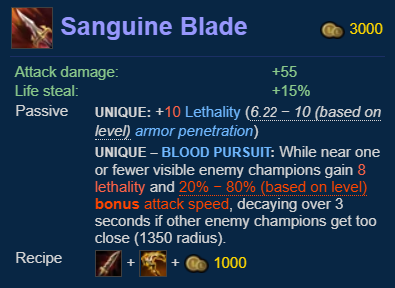 Sanguine Blade 3000
Attack damage: +55
Life steal: +15%
Passive UNIQUE: +10 Lethality (6.22 − 10 (based on
level) armor penetration)
UNIQUE – BLOOD PURSUIT: While near one
or fewer visible enemy champions gain 8
lethality and 20% − 80% (based on level)
bonus attack speed, decaying over 3
seconds if other enemy champions get too
close (1350 radius).
Recipe + + 1000